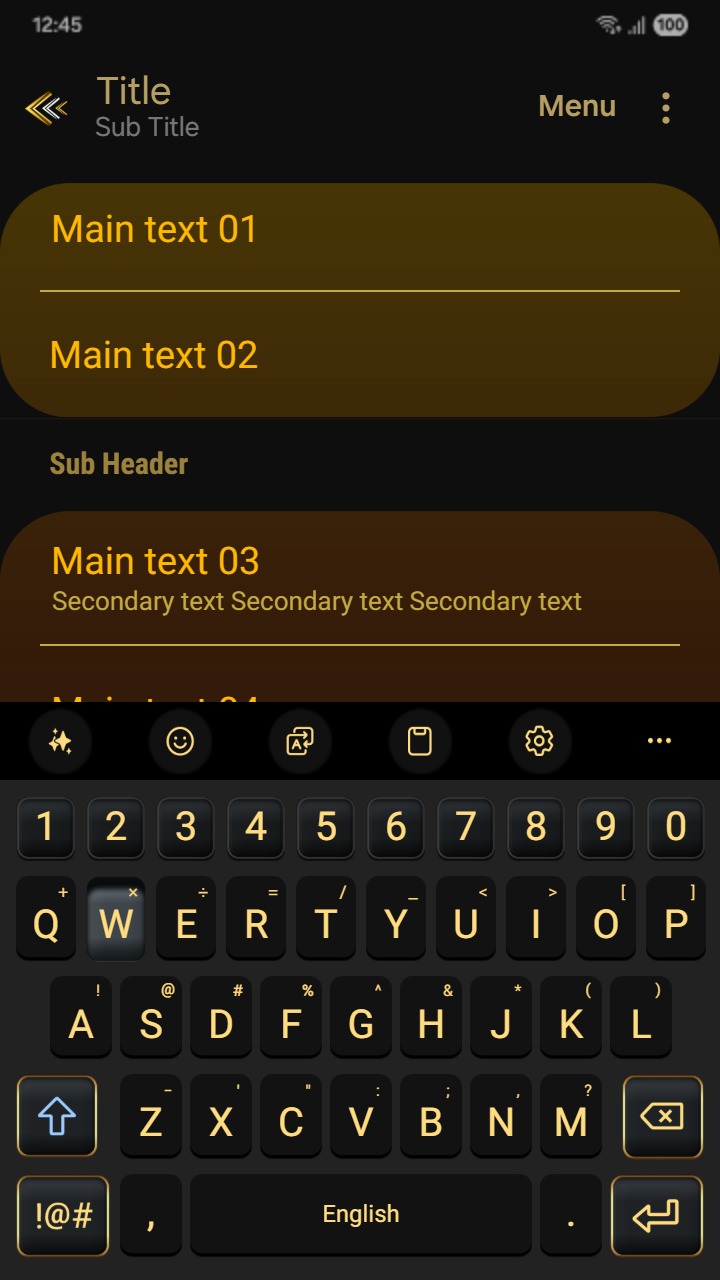 12:45
100
Title
Sub Title
Menu
Main text 01
Main text 02
Sub Header
Main text 03
Secondary text Secondary text Secondary text
1 2 3 4 5 6 7 8 9 0
+ × ÷ = / _ < > [ ]
Q W E R T Y U I O P
! @ # % ^ & * ( )
A S D F G H J K L
- ' " : ; , ?
Z X C V B N M
!@# , English .